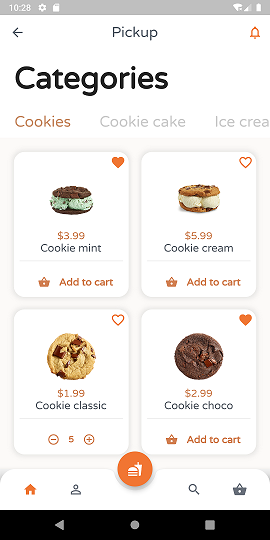 10:28
Pickup
Categories
Cookies Cookie cake Ice crea
$3.99 $5.99
Cookie mint Cookie cream
Add to cart Add to cart
$1.99 $2.99
Cookie classic Cookie choco
5 Add to cart